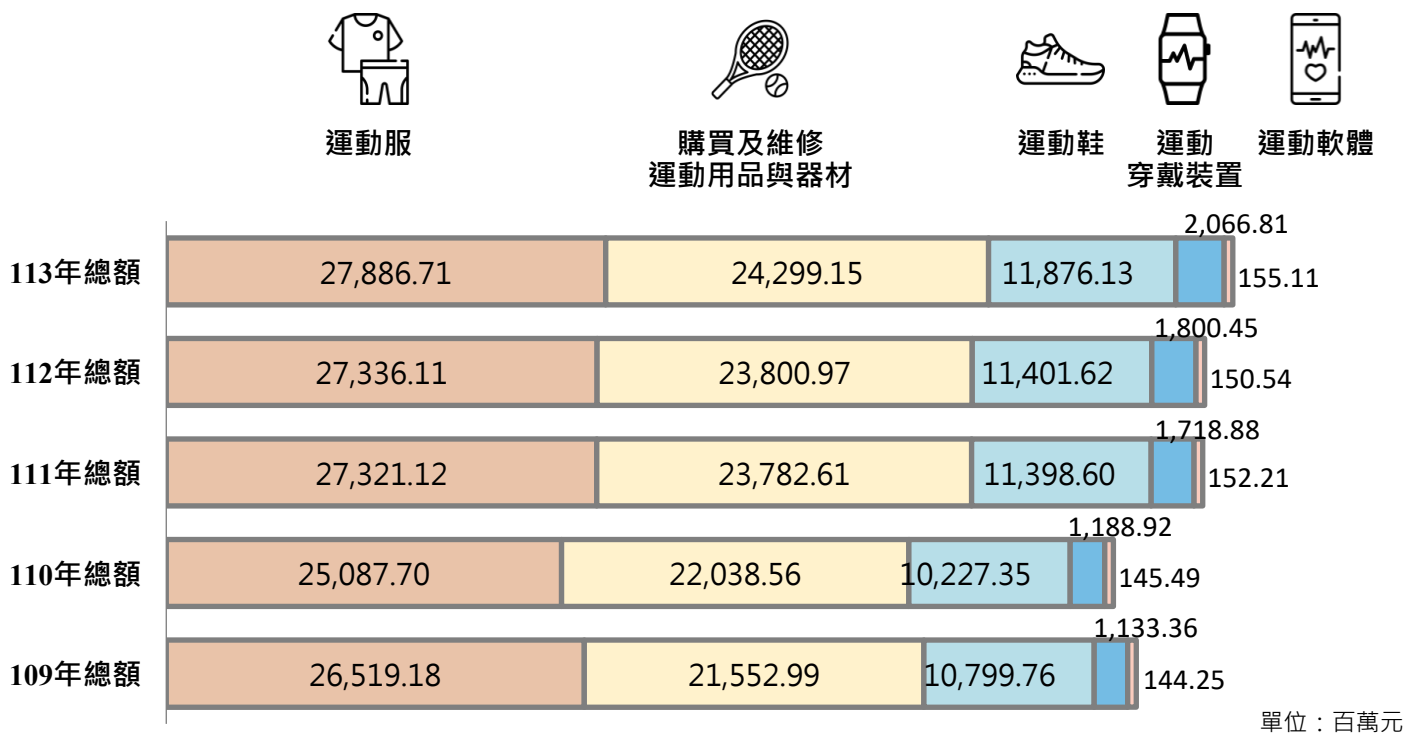 運動服
購買及維修
運動用品與器材
運動鞋
運動
穿戴裝置
運動軟體
113年總額
27,886.71
24,299.15
11,876.13
2,066.81
155.11
112年總額
27,336.11
23,800.97
11,401.62
1,800.45
150.54
111年總額
27,321.12
23,782.61
11,398.60
1,718.88
152.21
110年總額
25,087.70
22,038.56
10,227.35
1,188.92
145.49
109年總額
26,519.18
21,552.99
10,799.76
1,133.36
144.25
單位：百萬元